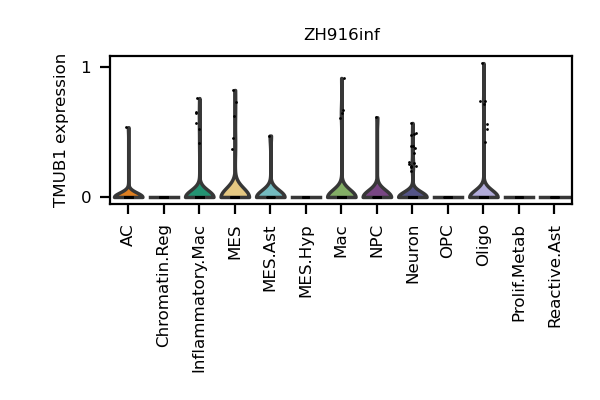 ZH916inf
TMUB1 expression
1
0
AC
Chromatin.Reg
Inflammatory.Mac
MES
MES.Ast
MES.Hyp
Mac
NPC
Neuron
OPC
Oligo
Prolif.Metab
Reactive.Ast